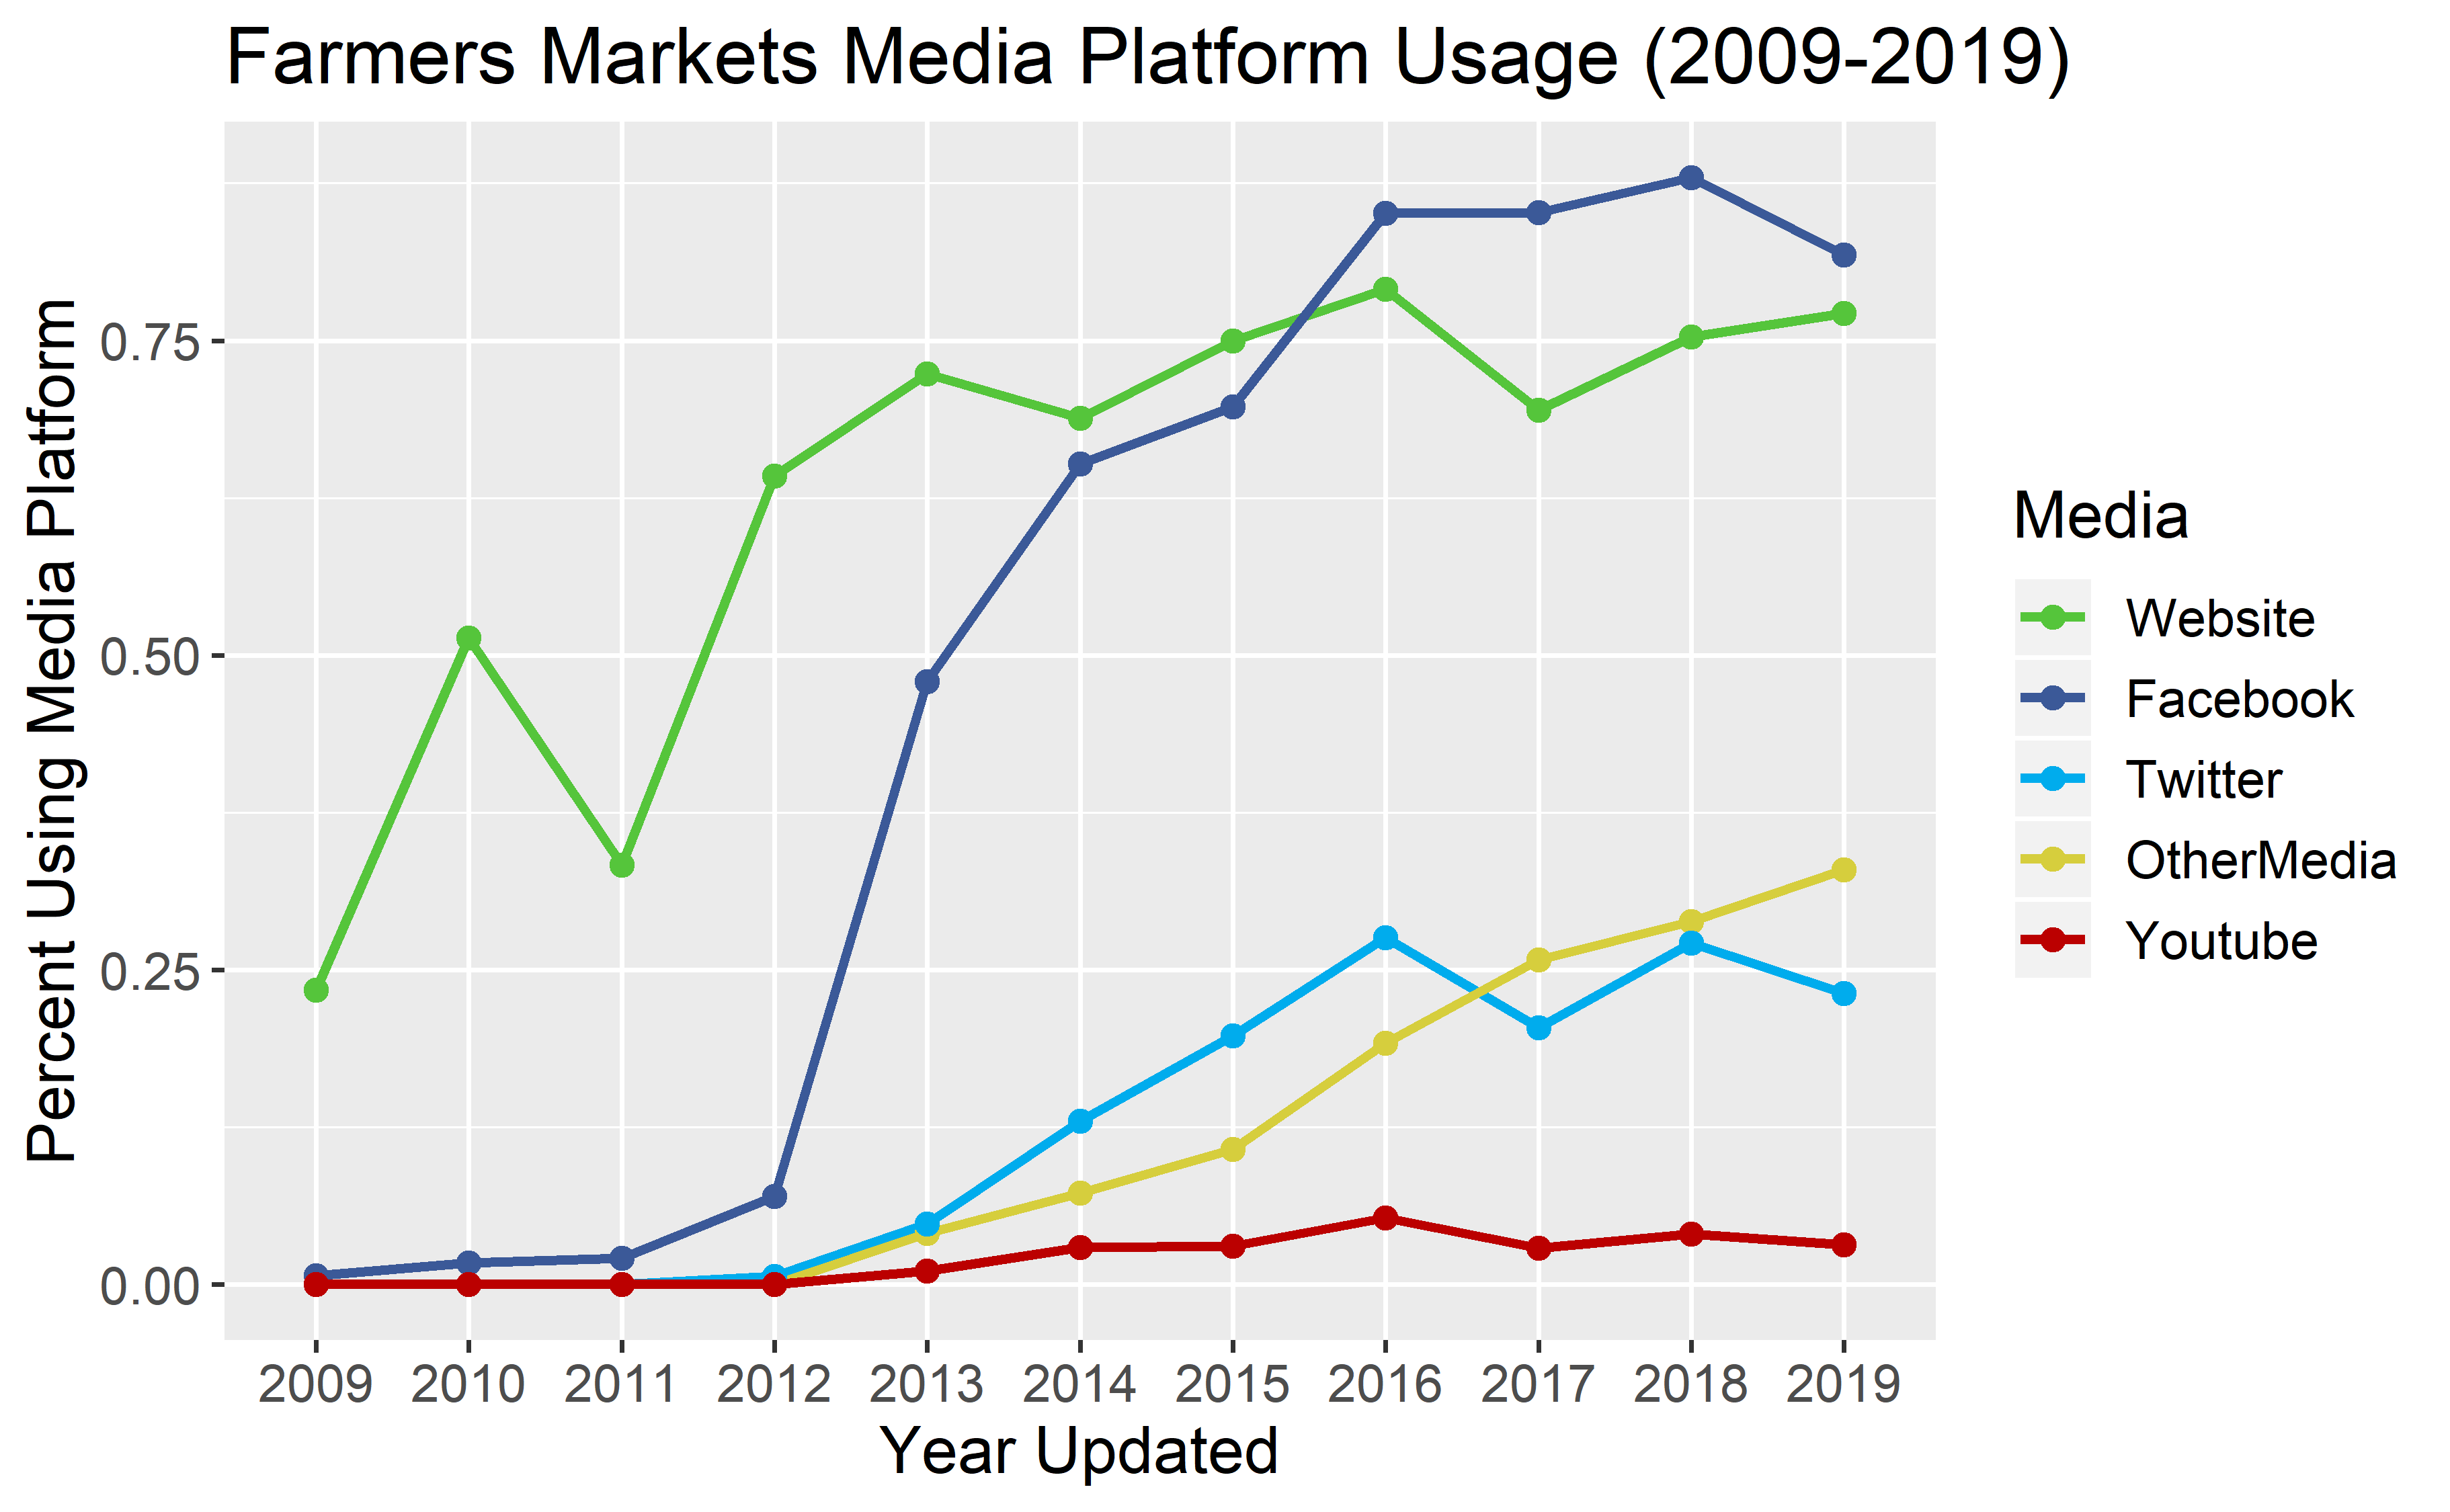 Farmers Markets Media Platform Usage (2009-2019)
Percent Using Media Platform
0.75
0.50
0.25
0.00
2009 2010 2011 2012 2013 2014 2015 2016 2017 2018 2019
Year Updated
Media
Website
Facebook
Twitter
OtherMedia
Youtube